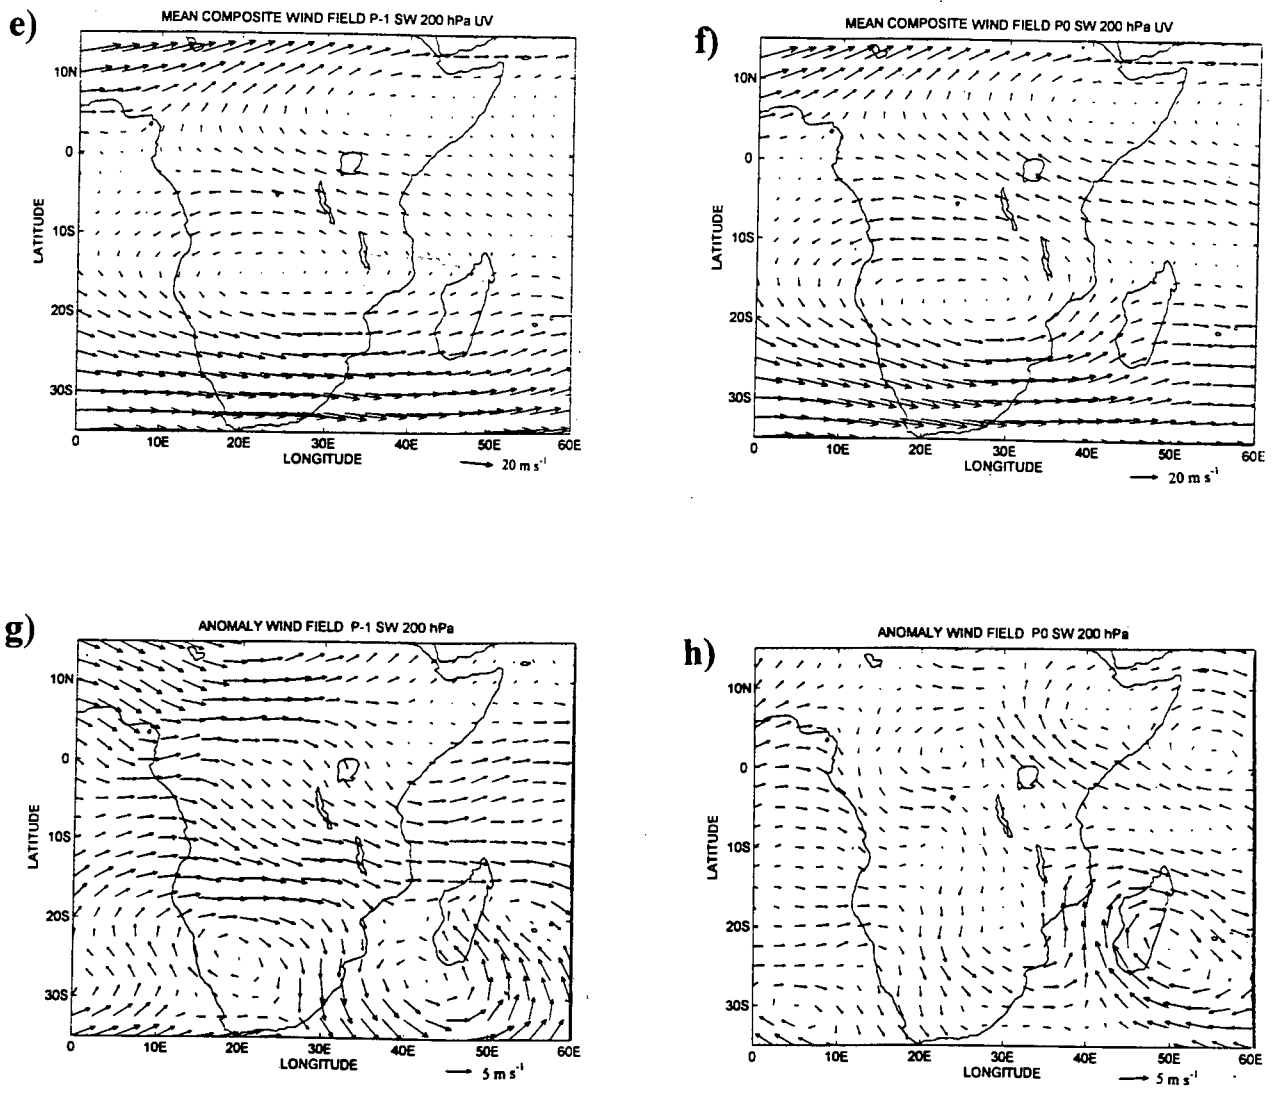 e)
MEAN COMPOSITE WIND FIELD P-1 SW 200 hPa UV
10N
0
10S
20S
30S
LATITUDE
0 10E 20E 30E 40E 50E 60E
LONGITUDE
20 m s⁻¹
f)
MEAN COMPOSITE WIND FIELD P0 SW 200 hPa UV
10N
0
10S
20S
30S
LATITUDE
0 10E 20E 30E 40E 50E 60E
LONGITUDE
20 m s⁻¹
g)
ANOMALY WIND FIELD P-1 SW 200 hPa
10N
0
10S
20S
30S
LATITUDE
0 10E 20E 30E 40E 50E 60E
LONGITUDE
5 m s⁻¹
h)
ANOMALY WIND FIELD P0 SW 200 hPa
10N
0
10S
20S
30S
LATITUDE
0 10E 20E 30E 40E 50E 60E
LONGITUDE
5 m s⁻¹